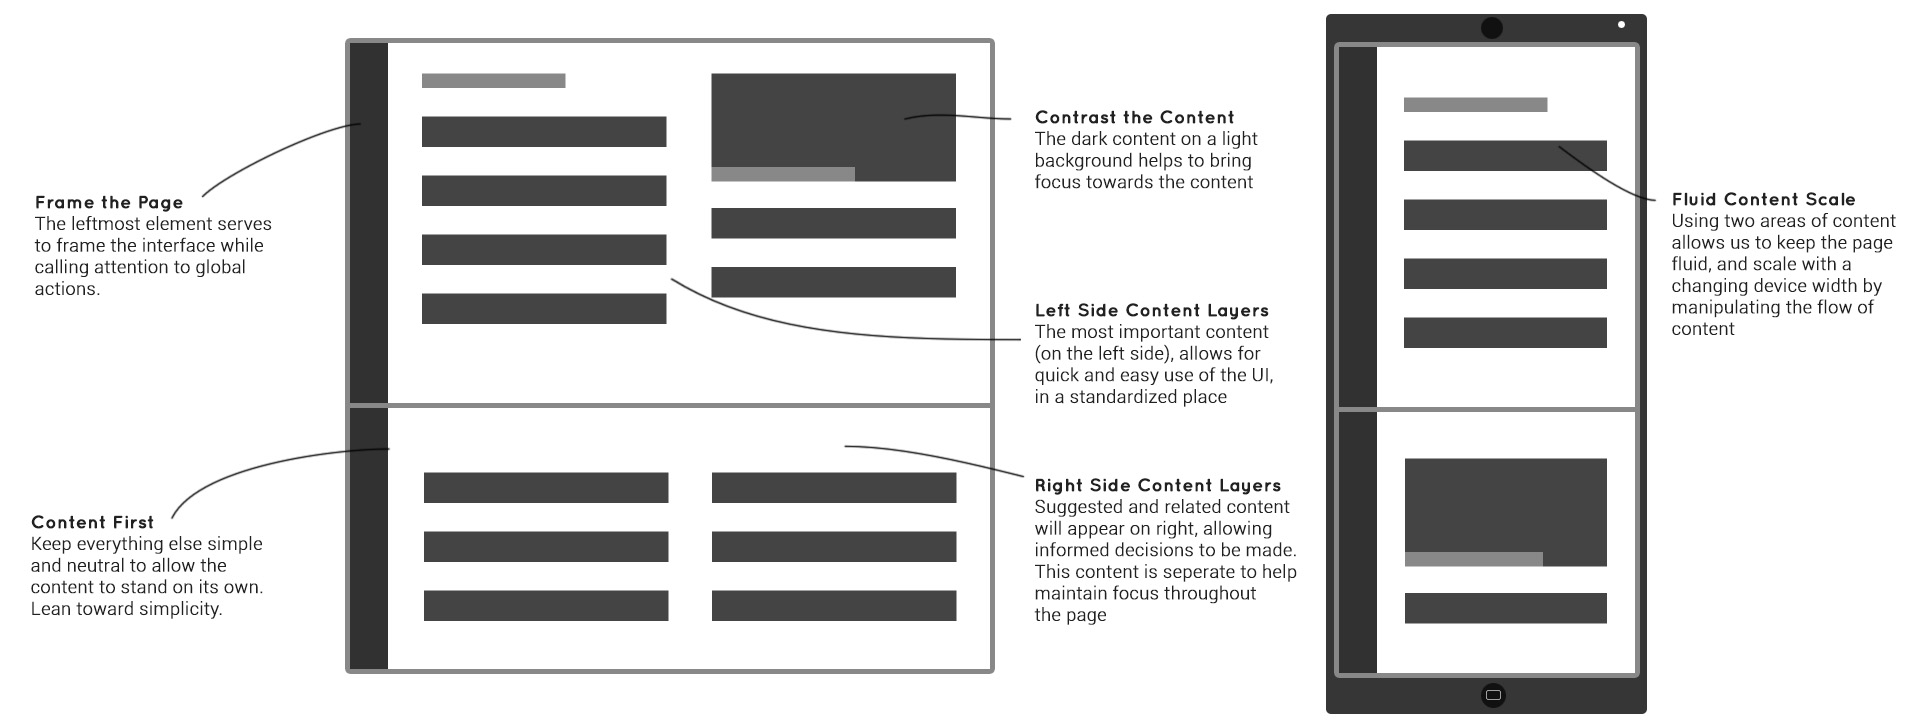 Frame the Page
The leftmost element serves
to frame the interface while
calling attention to global
actions.
Content First
Keep everything else simple
and neutral to allow the
content to stand on its own.
Lean toward simplicity.
Contrast the Content
The dark content on a light
background helps to bring
focus towards the content
Left Side Content Layers
The most important content
(on the left side), allows for
quick and easy use of the UI,
in a standardized place
Right Side Content Layers
Suggested and related content
will appear on right, allowing
informed decisions to be made.
This content is seperate to help
maintain focus throughout
the page
Fluid Content Scale
Using two areas of content
allows us to keep the page
fluid, and scale with a
changing device width by
manipulating the flow of
content